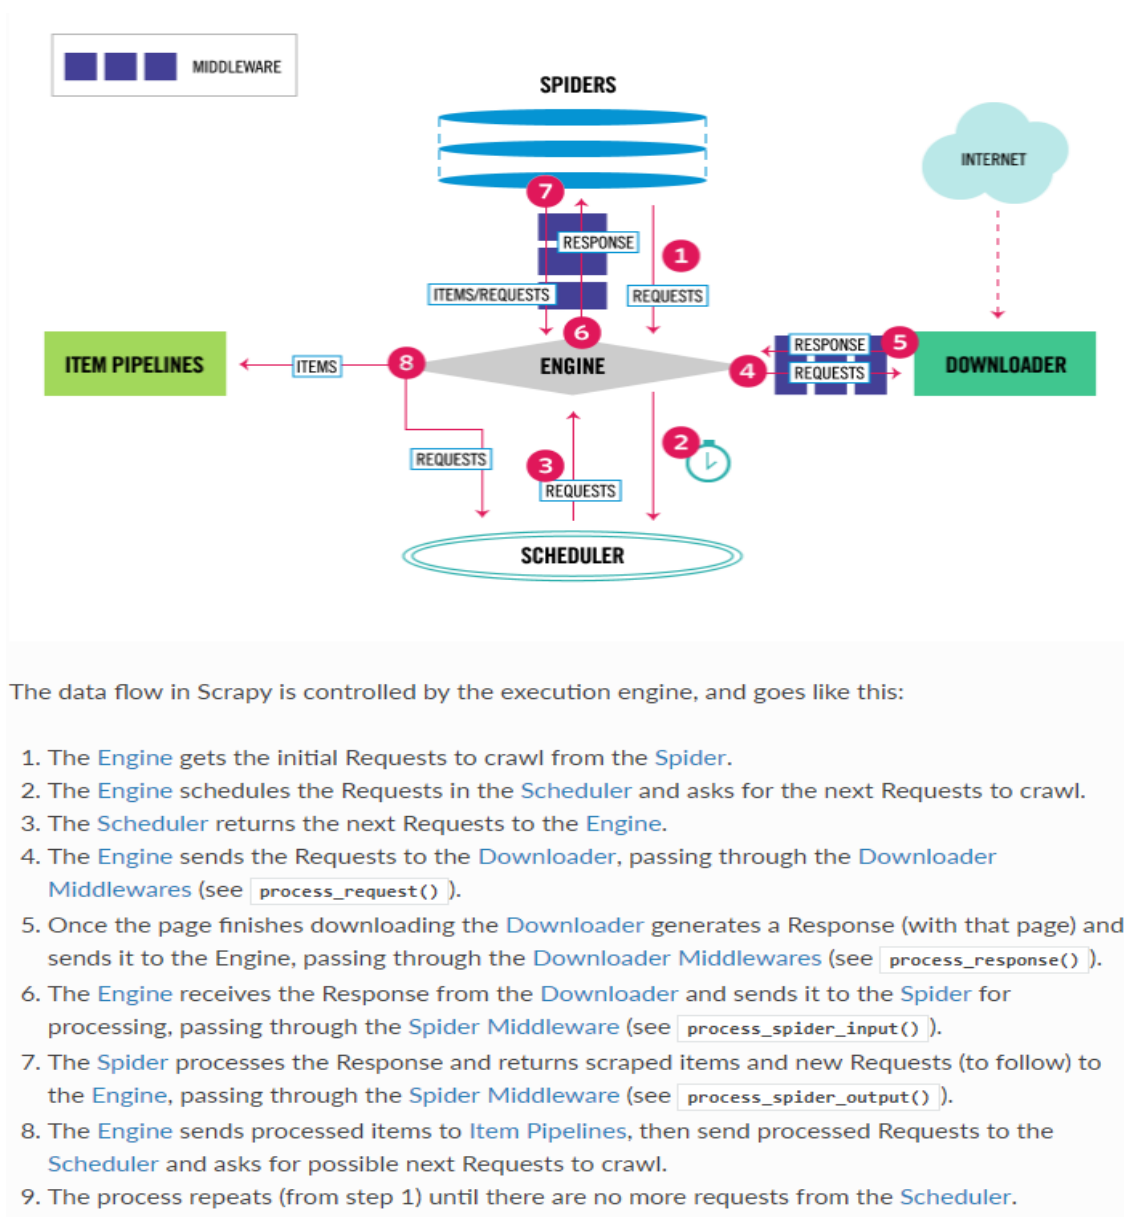 MIDDLEWARE
SPIDERS
INTERNET
7
RESPONSE
1
ITEMS/REQUESTS
REQUESTS
6
ITEM PIPELINES
ITEMS
8
ENGINE
4
RESPONSE
REQUESTS
5
DOWNLOADER
REQUESTS
3
REQUESTS
2
SCHEDULER
The data flow in Scrapy is controlled by the execution engine, and goes like this:
1. The Engine gets the initial Requests to crawl from the Spider.
2. The Engine schedules the Requests in the Scheduler and asks for the next Requests to crawl.
3. The Scheduler returns the next Requests to the Engine.
4. The Engine sends the Requests to the Downloader, passing through the Downloader
Middlewares (see process_request() ).
5. Once the page finishes downloading the Downloader generates a Response (with that page) and
sends it to the Engine, passing through the Downloader Middlewares (see process_response() ).
6. The Engine receives the Response from the Downloader and sends it to the Spider for
processing, passing through the Spider Middleware (see process_spider_input() ).
7. The Spider processes the Response and returns scraped items and new Requests (to follow) to
the Engine, passing through the Spider Middleware (see process_spider_output() ).
8. The Engine sends processed items to Item Pipelines, then send processed Requests to the
Scheduler and asks for possible next Requests to crawl.
9. The process repeats (from step 1) until there are no more requests from the Scheduler.